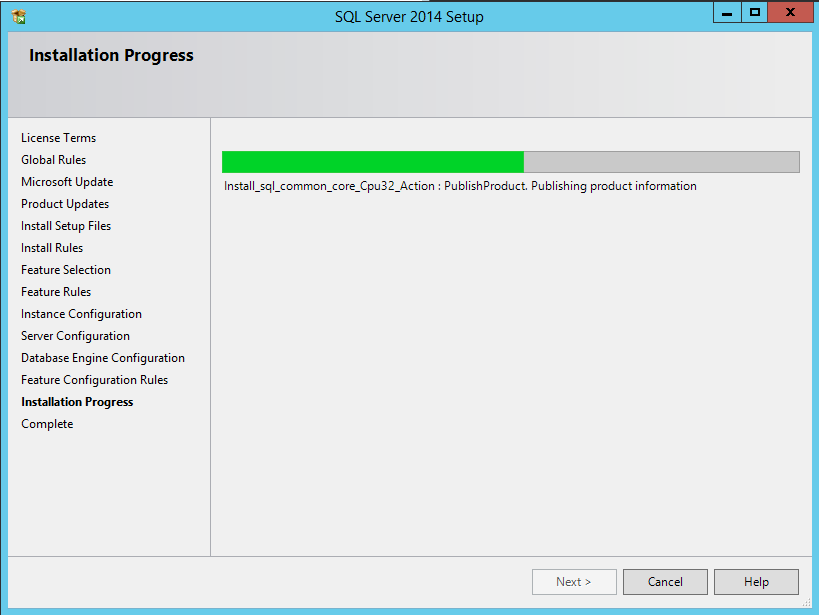 SQL Server 2014 Setup
Installation Progress
License Terms
Global Rules
Microsoft Update
Product Updates
Install Setup Files
Install Rules
Feature Selection
Feature Rules
Instance Configuration
Server Configuration
Database Engine Configuration
Feature Configuration Rules
Installation Progress
Complete
Install_sql_common_core_Cpu32_Action : PublishProduct. Publishing product information
Next >
Cancel
Help